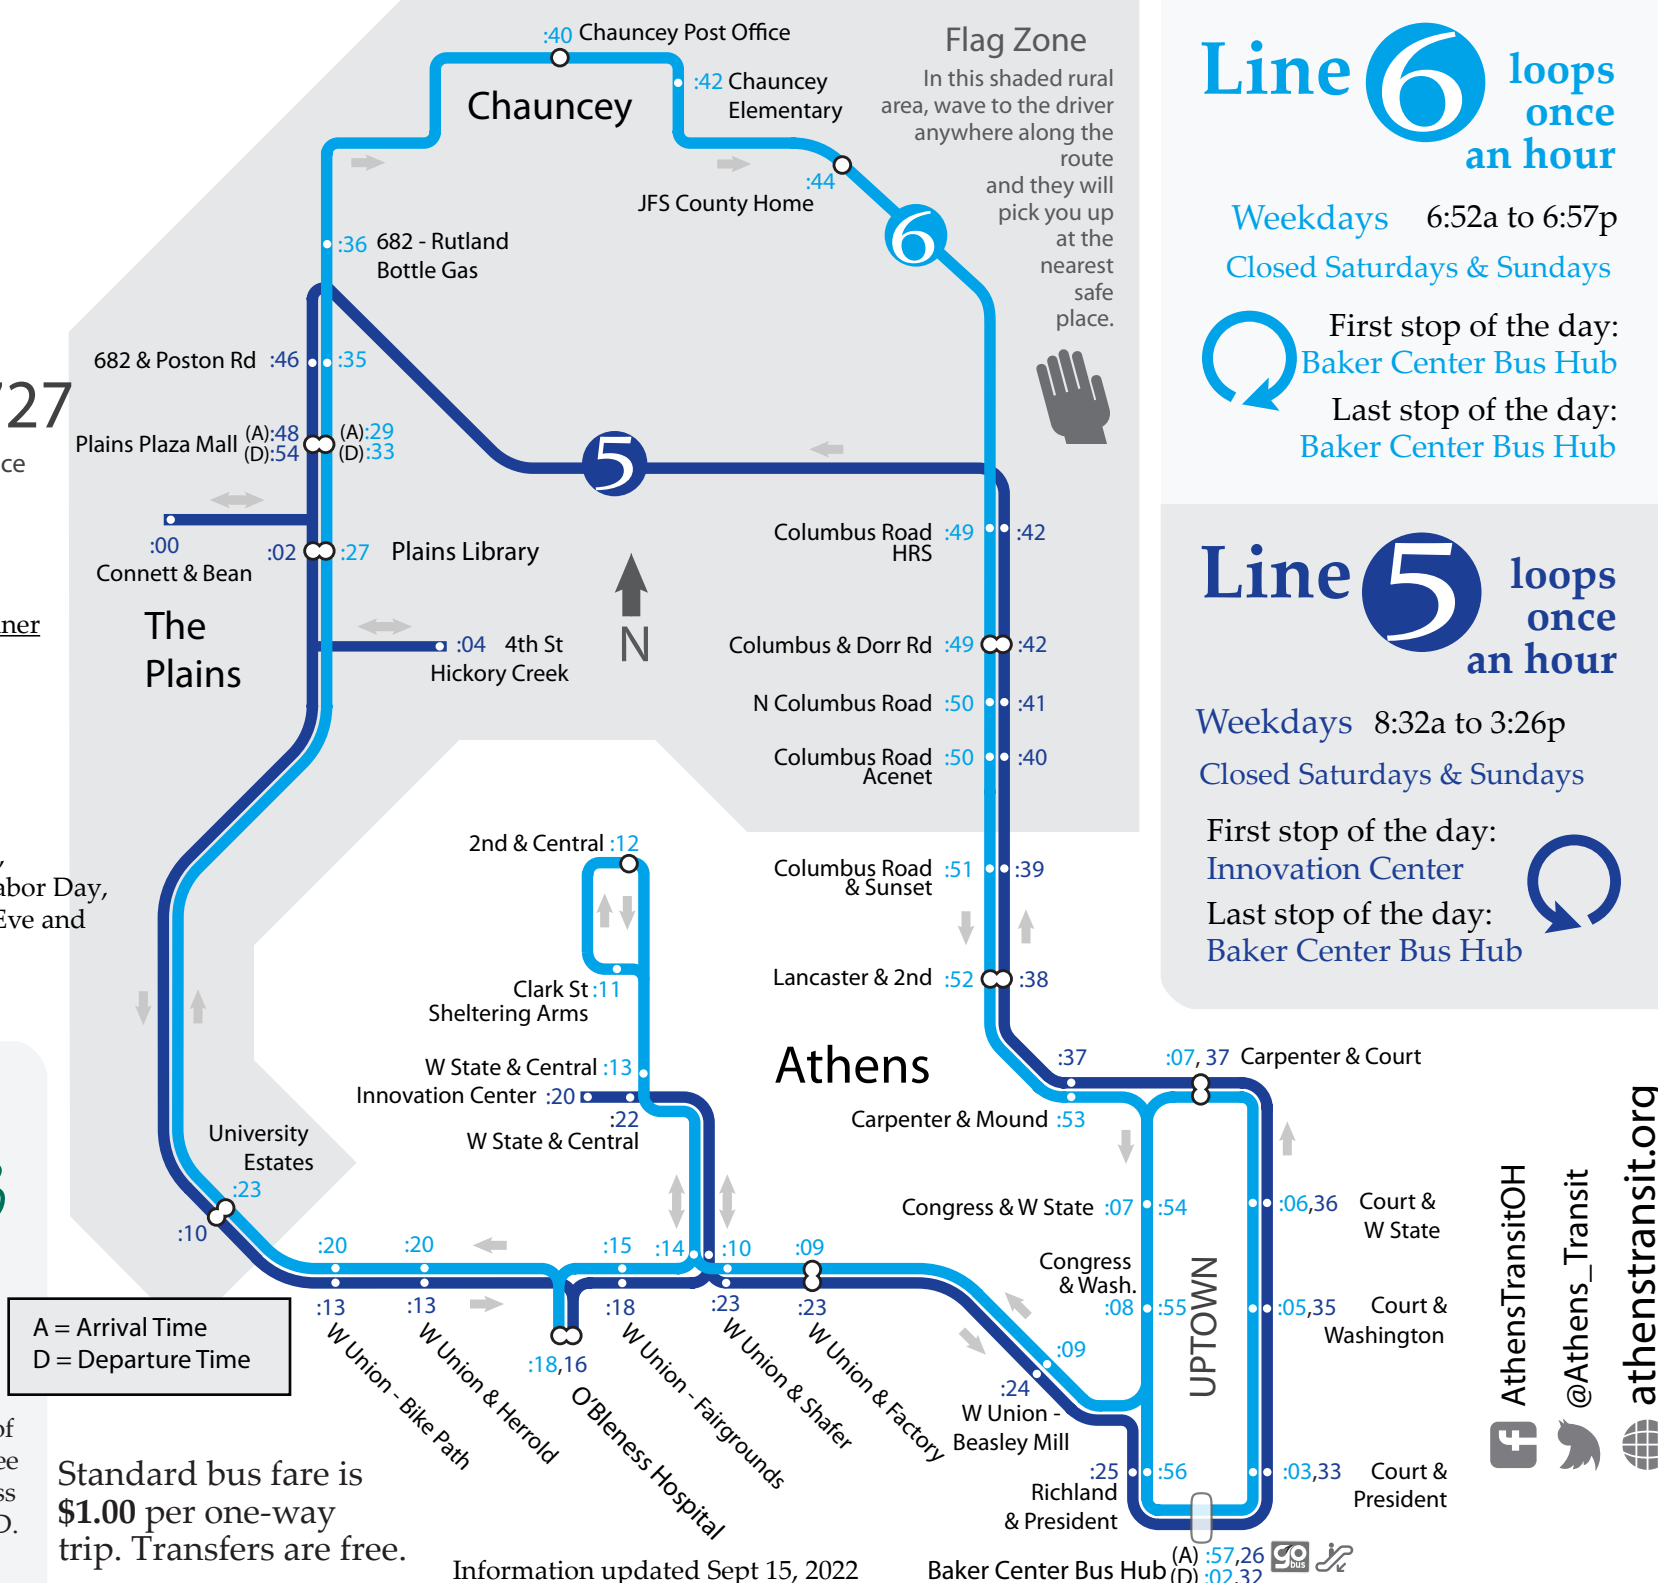 :40 Chauncey Post Office
:42 Chauncey
Elementary
Chauncey
Flag Zone
In this shaded rural
area, wave to the driver
anywhere along the
route
and they will
pick you up
at the
nearest
safe
place.
:44
JFS County Home
6
:36 682 - Rutland
Bottle Gas
682 & Poston Rd :46 :35
Plains Plaza Mall (A):48 (A):29
(D):54 (D):33
5
:00
Connett & Bean
:02 :27 Plains Library
The
Plains
:04 4th St
Hickory Creek
N
Columbus Road :49 :42
HRS
Columbus & Dorr Rd :49 :42
N Columbus Road :50 :41
Columbus Road :50 :40
Acenet
Columbus Road :51 :39
& Sunset
Lancaster & 2nd :52 :38
2nd & Central :12
Clark St :11
Sheltering Arms
W State & Central :13
Innovation Center :20
:22
W State & Central
Athens
:37 :07, 37 Carpenter & Court
Carpenter & Mound :53
University
Estates
:23
:10
Congress & W State :07 :54
:06,36 Court &
W State
Congress
& Wash.
:08 :55
UPTOWN
:05,35 Court &
Washington
:20 :20 :15 :14 :10 :09
:13 :13 :18 :23 :23
:18,16
W Union - Bike Path
W Union & Herrold
O'Bleness Hospital
W Union - Fairgrounds
W Union & Shafer
W Union & Factory
:09
:24
W Union -
Beasley Mill
:25 :56
Richland
& President
:03,33 Court &
President
Baker Center Bus Hub (A) :57,26
(D) :02,32
go
bus
A = Arrival Time
D = Departure Time
Standard bus fare is
$1.00 per one-way
trip. Transfers are free.
Information updated Sept 15, 2022
Line 6 loops
once
an hour
Weekdays 6:52a to 6:57p
Closed Saturdays & Sundays
First stop of the day:
Baker Center Bus Hub
Last stop of the day:
Baker Center Bus Hub
Line 5 loops
once
an hour
Weekdays 8:32a to 3:26p
Closed Saturdays & Sundays
First stop of the day:
Innovation Center
Last stop of the day:
Baker Center Bus Hub
AthensTransitOH
@Athens_Transit
athenstransit.org
727
ce
ner
abor Day,
Eve and
of
ee
ss
D.